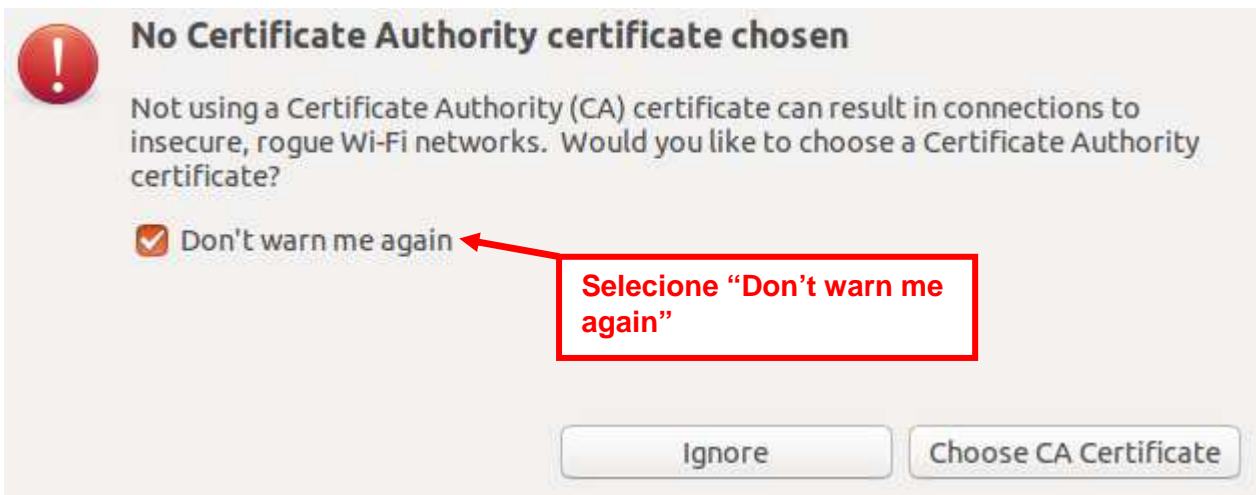 No Certificate Authority certificate chosen
Not using a Certificate Authority (CA) certificate can result in connections to
insecure, rogue Wi-Fi networks.  Would you like to choose a Certificate Authority
certificate?
Don't warn me again
Selecione “Don’t warn me
again”
Ignore
Choose CA Certificate